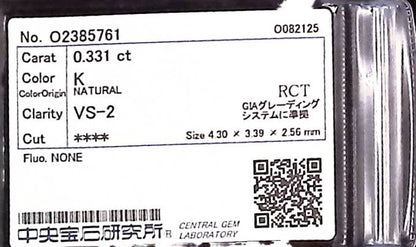 No. O2385761 O082125
Carat 0.331 ct
Color K
ColorOrigin NATURAL
RCT
Clarity VS-2
GIAグレーディング
システムに準拠
Cut ****
Size 4.30 × 3.39 × 2.56 mm
Fluo. NONE
中央宝石研究所® CENTRAL GEM
LABORATORY